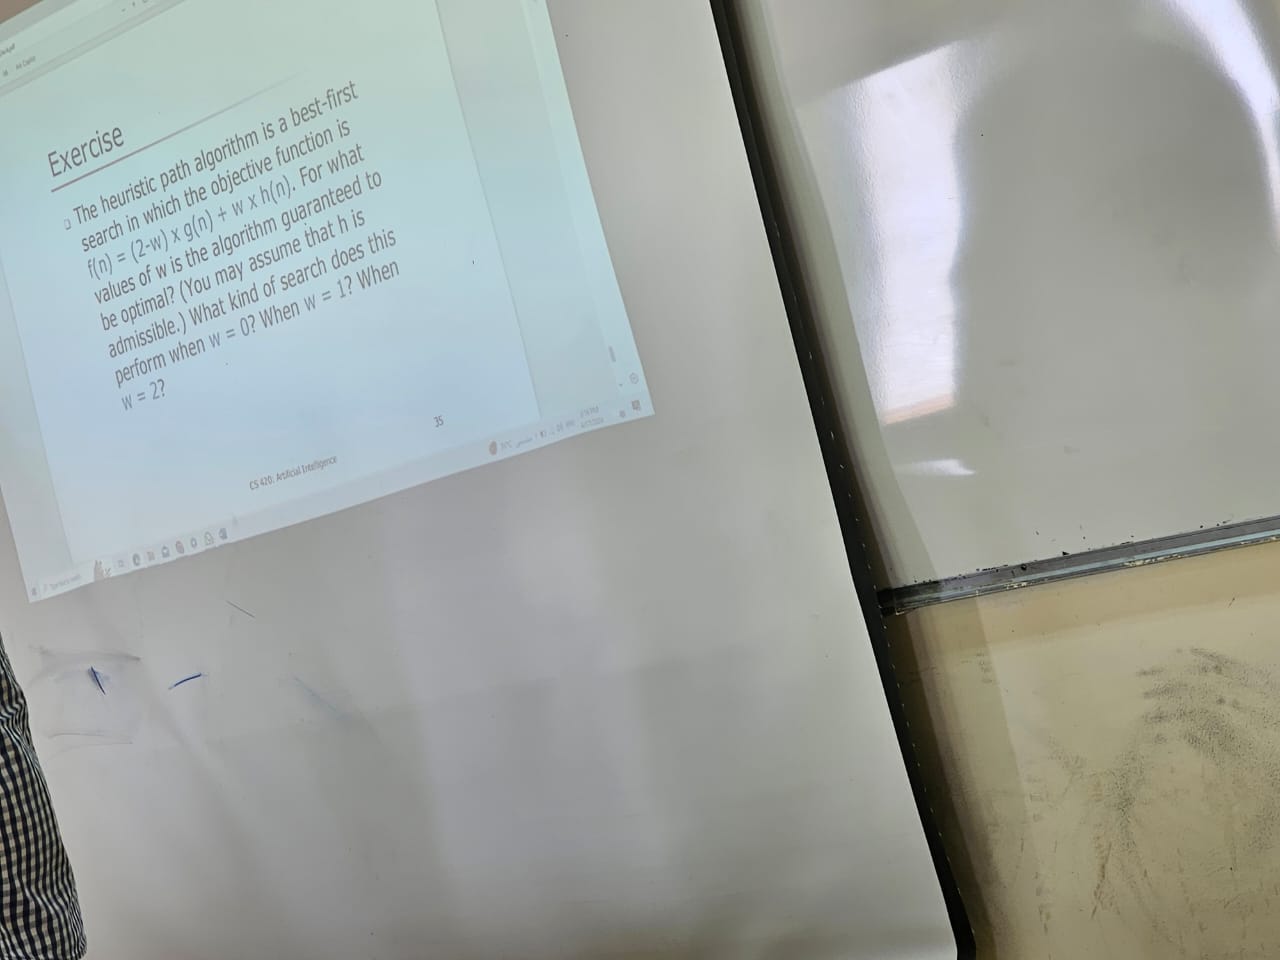 Exercise
The heuristic path algorithm is a best-first
search in which the objective function is
f(n) = (2-w) x g(n) + w x h(n). For what
values of w is the algorithm guaranteed to
be optimal? (You may assume that h is
admissible.) What kind of search does this
perform when w = 0? When w = 1? When
w = 2?
35
CS 420: Artificial Intelligence